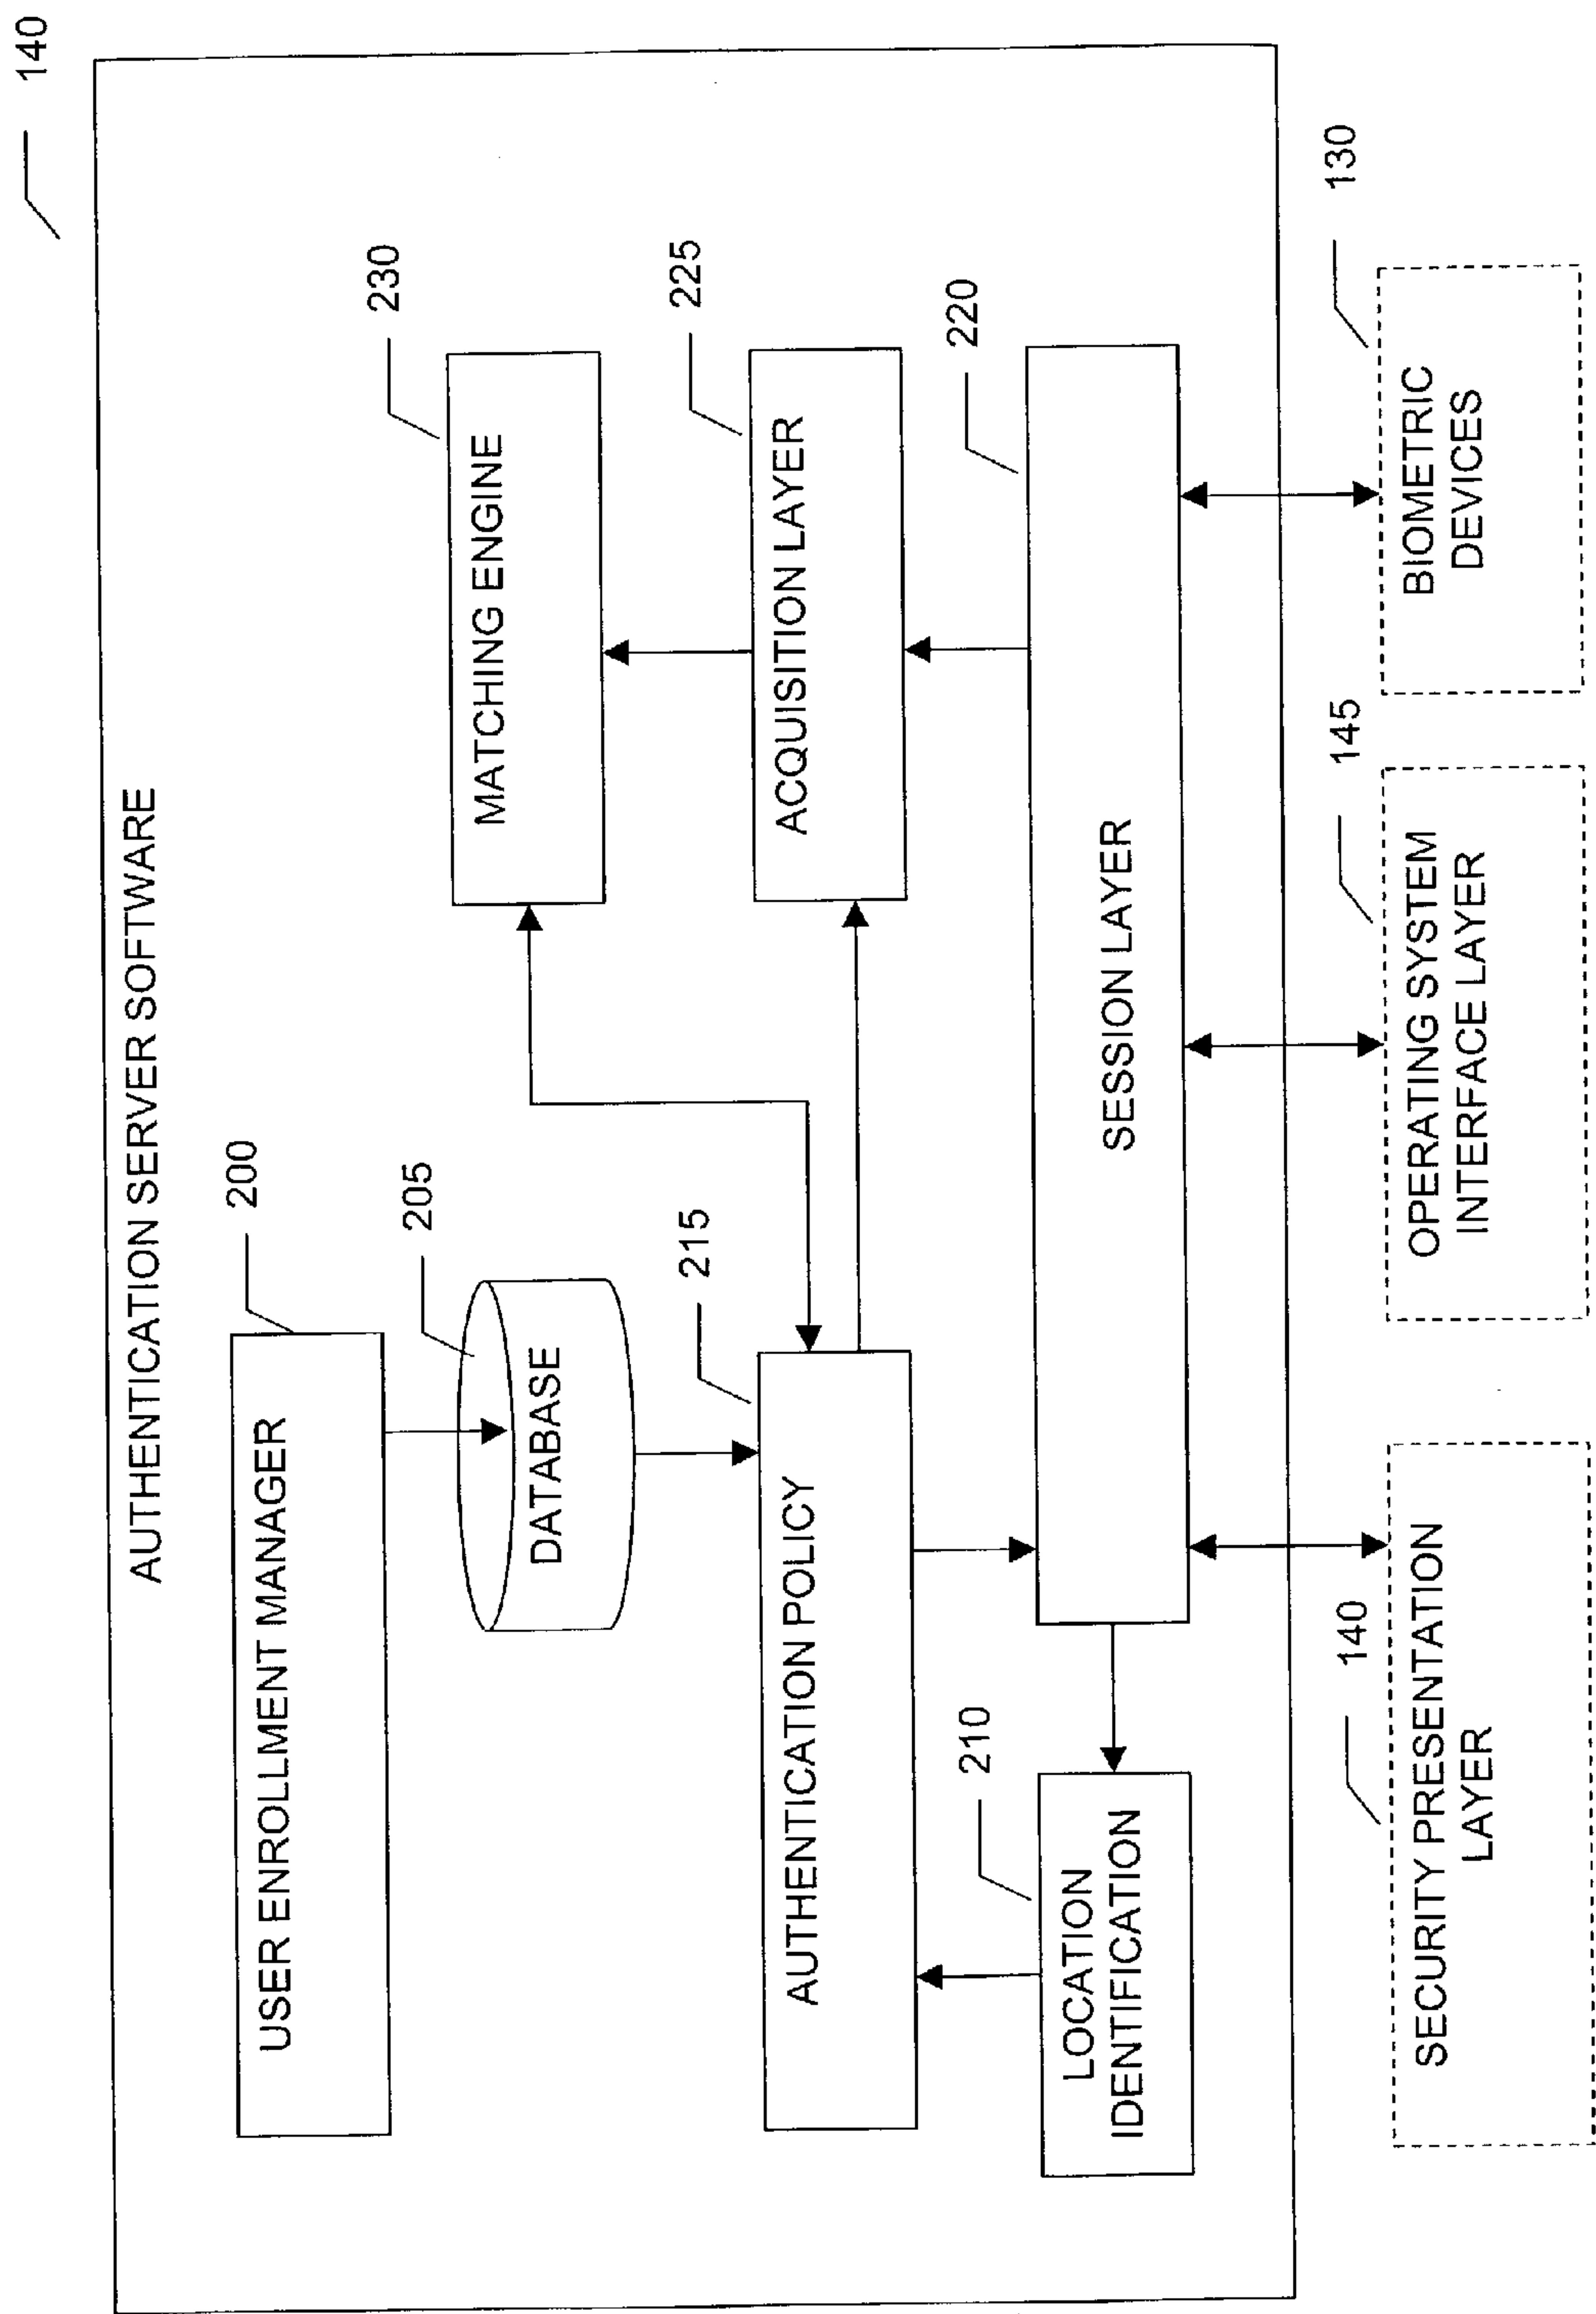 140
AUTHENTICATION SERVER SOFTWARE
USER ENROLLMENT MANAGER
200
205
DATABASE
MATCHING ENGINE
230
AUTHENTICATION POLICY
215
ACQUISITION LAYER
225
LOCATION
IDENTIFICATION
210
SESSION LAYER
220
SECURITY PRESENTATION
LAYER
140
OPERATING SYSTEM
INTERFACE LAYER
145
BIOMETRIC
DEVICES
130